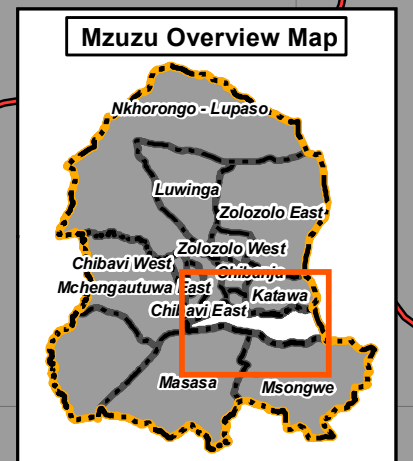 Mzuzu Overview Map
Nkhorongo - Lupaso
Luwinga
Zolozolo East
Zolozolo West
Chibavi West
Chibanja
Mchengautuwa East
Katawa
Chibavi East
Masasa
Msongwe